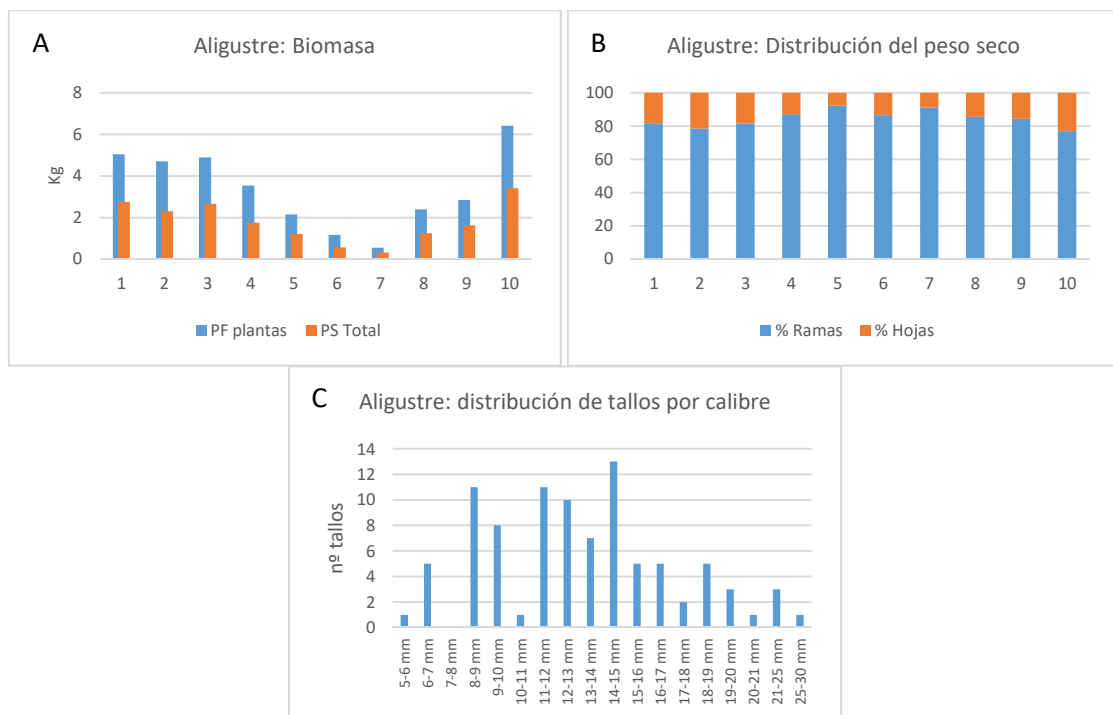 A
Aligustre: Biomasa
8
6
4
2
0
Kg
1 2 3 4 5 6 7 8 9 10
PF plantas PS Total
B
Aligustre: Distribución del peso seco
100
80
60
40
20
0
1 2 3 4 5 6 7 8 9 10
% Ramas % Hojas
C
Aligustre: distribución de tallos por calibre
14
12
10
8
6
4
2
0
nº tallos
5-6 mm
6-7 mm
7-8 mm
8-9 mm
9-10 mm
10-11 mm
11-12 mm
12-13 mm
13-14 mm
14-15 mm
15-16 mm
16-17 mm
17-18 mm
18-19 mm
19-20 mm
20-21 mm
21-25 mm
25-30 mm